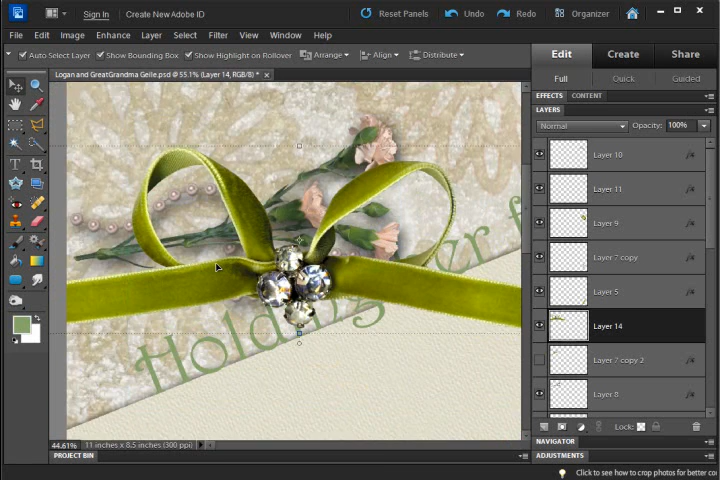 Sign In Create New Adobe ID Reset Panels Undo Redo Organizer
File Edit Image Enhance Layer Select Filter View Window Help
Auto Select Layer Show Bounding Box Show Highlight on Rollover Arrange Align Distribute
Edit Create Share
Full Quick Guided
Logan and GreatGrandma Geile.psd @ 55.1% (Layer 14, RGB/8) * ×
EFFECTS CONTENT
LAYERS
Normal Opacity: 100%
Layer 10
Layer 11
Layer 9
Layer 7 copy
Layer 5
Layer 14
Layer 7 copy 2
Layer 8
Lock:
44.61% 11 inches x 8.5 inches (300 ppi)
NAVIGATOR
PROJECT BIN
ADJUSTMENTS
Click to see how to crop photos for better co